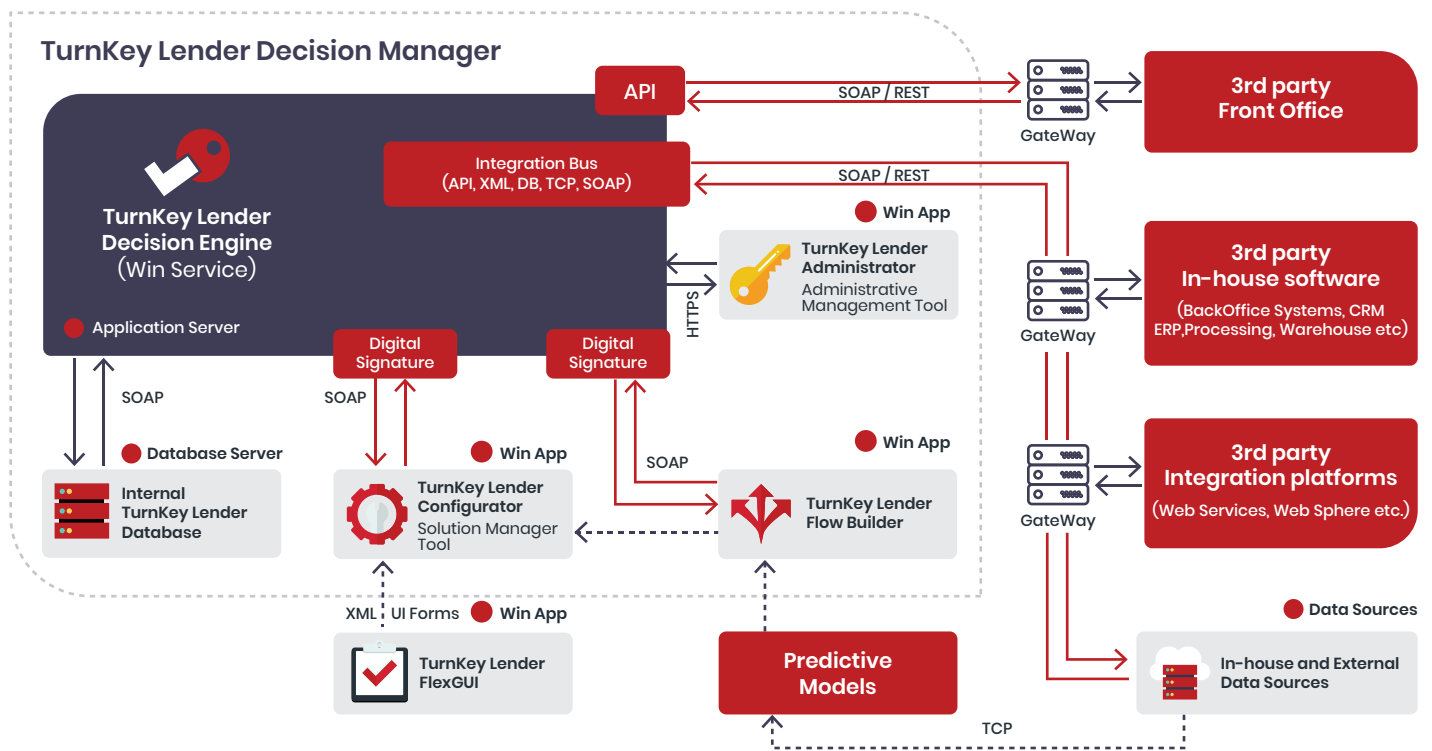 TurnKey Lender Decision Manager
API
SOAP / REST
GateWay
3rd party
Front Office
TurnKey Lender
Decision Engine
(Win Service)
Application Server
Integration Bus
(API, XML, DB, TCP, SOAP)
SOAP / REST
Win App
TurnKey Lender
Administrator
Administrative
Management Tool
HTTPS
GateWay
3rd party
In-house software
(BackOffice Systems, CRM
ERP,Processing, Warehouse etc)
Digital
Signature
Digital
Signature
SOAP
SOAP
SOAP
Database Server
Internal
TurnKey Lender
Database
Win App
TurnKey Lender
Configurator
Solution Manager
Tool
Win App
TurnKey Lender
Flow Builder
GateWay
3rd party
Integration platforms
(Web Services, Web Sphere etc.)
XML
UI Forms
Win App
TurnKey Lender
FlexGUI
Predictive
Models
Data Sources
In-house and External
Data Sources
TCP